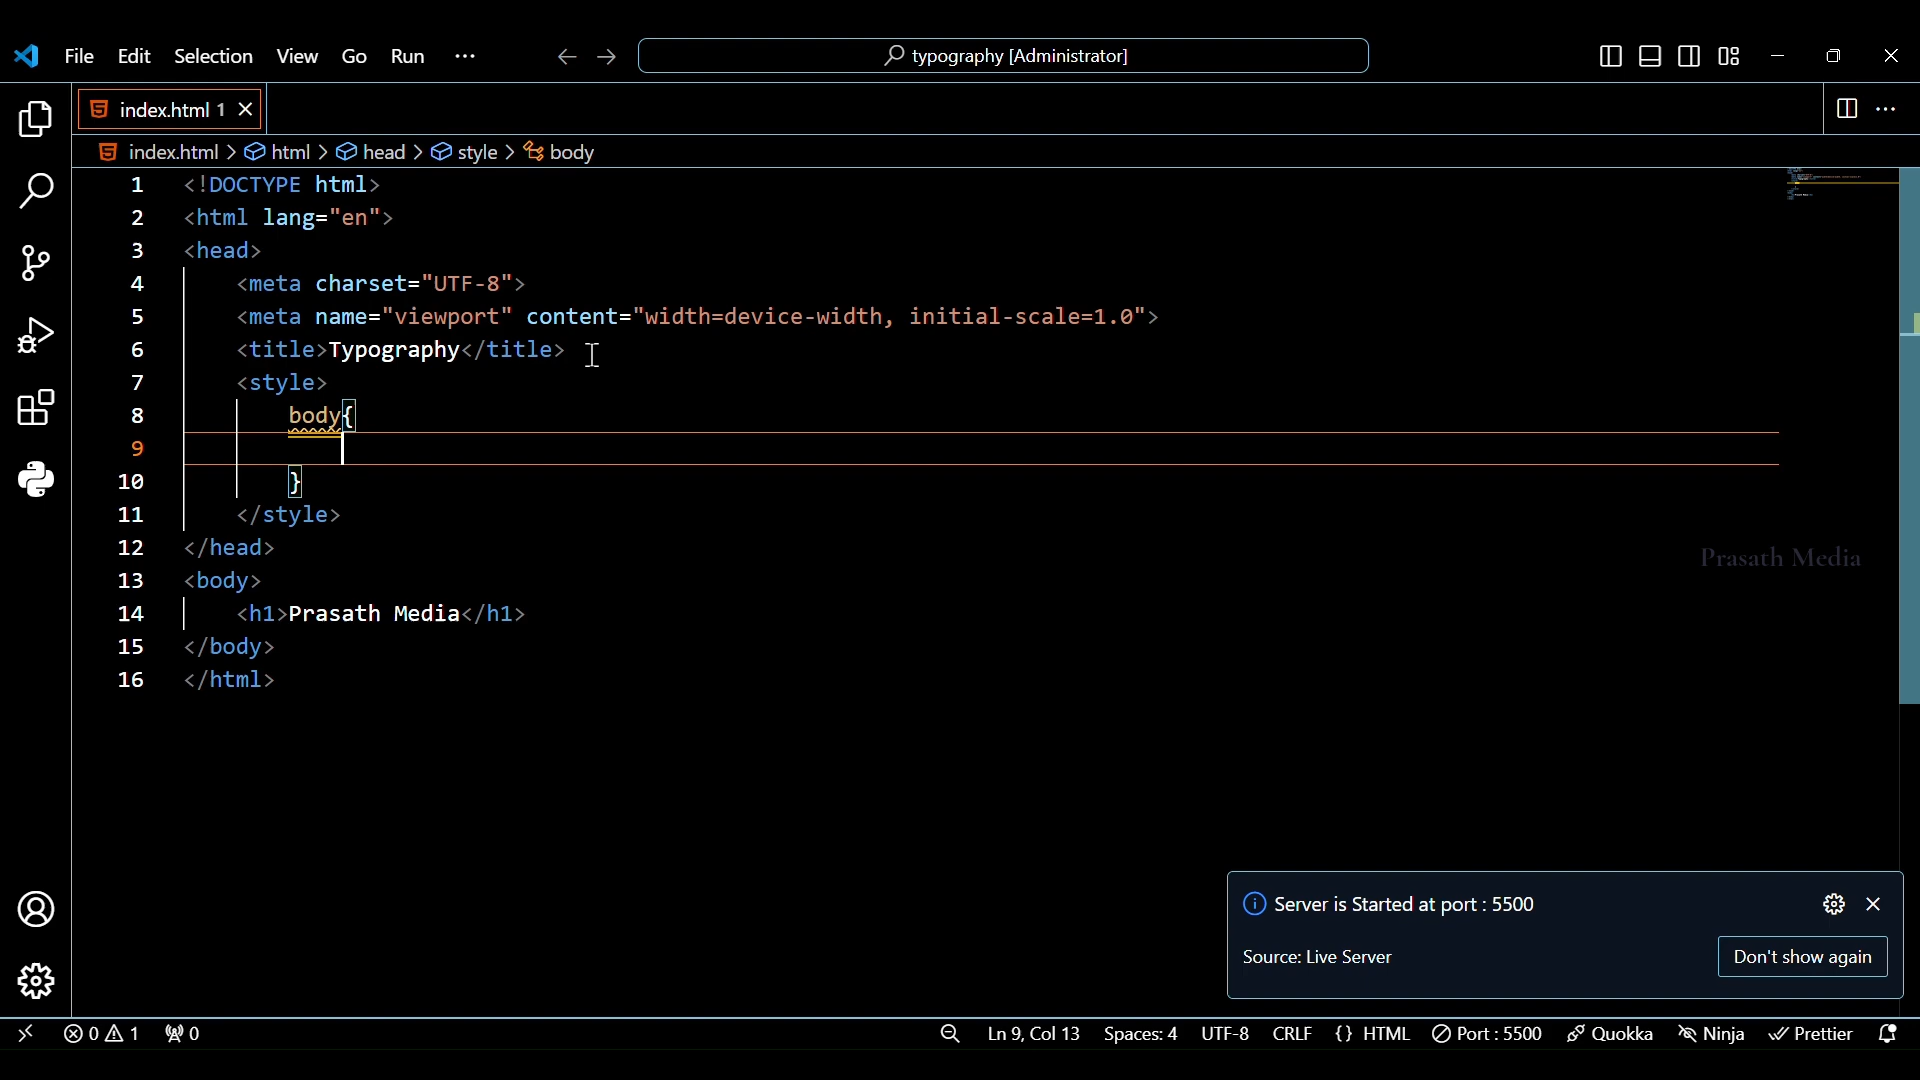 File Edit Selection View Go Run ···
typography [Administrator]
index.html 1
index.html > html > head > style > body
1 <!DOCTYPE html>
2 <html lang="en">
3 <head>
4 <meta charset="UTF-8">
5 <meta name="viewport" content="width=device-width, initial-scale=1.0">
6 <title>Typography</title>
7 <style>
8 body{
9
10 }
11 </style>
12 </head>
13 <body>
14 <h1>Prasath Media</h1>
15 </body>
16 </html>
Prasath Media
Server is Started at port : 5500
Source: Live Server
Don't show again
0 1 0 Ln 9, Col 13 Spaces: 4 UTF-8 CRLF {} HTML Port : 5500 Quokka Ninja Prettier